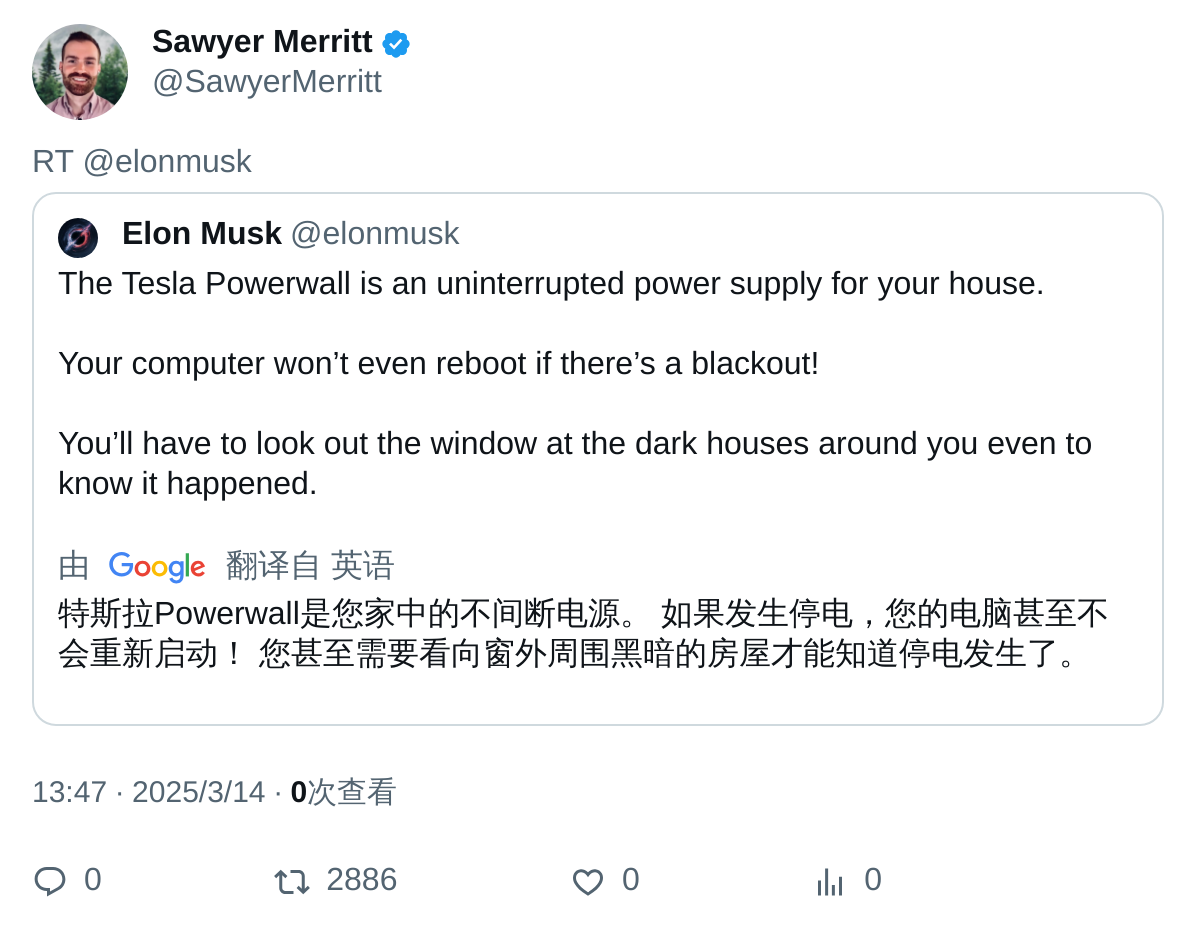 Sawyer Merritt
@SawyerMerritt
RT @elonmusk
Elon Musk @elonmusk
The Tesla Powerwall is an uninterrupted power supply for your house.
Your computer won’t even reboot if there’s a blackout!
You’ll have to look out the window at the dark houses around you even to
know it happened.
由 Google 翻译自 英语
特斯拉Powerwall是您家中的不间断电源。 如果发生停电，您的电脑甚至不
会重新启动！ 您甚至需要看向窗外周围黑暗的房屋才能知道停电发生了。
13:47 · 2025/3/14 · 0次查看
0 2886 0 0